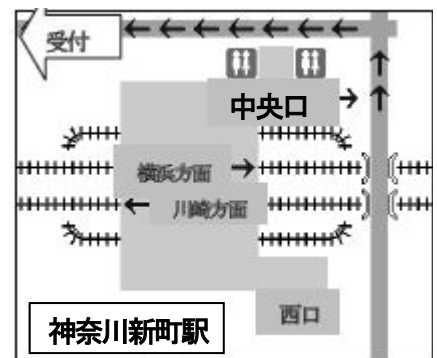 受付
中央口
横浜方面
川崎方面
西口
神奈川新町駅